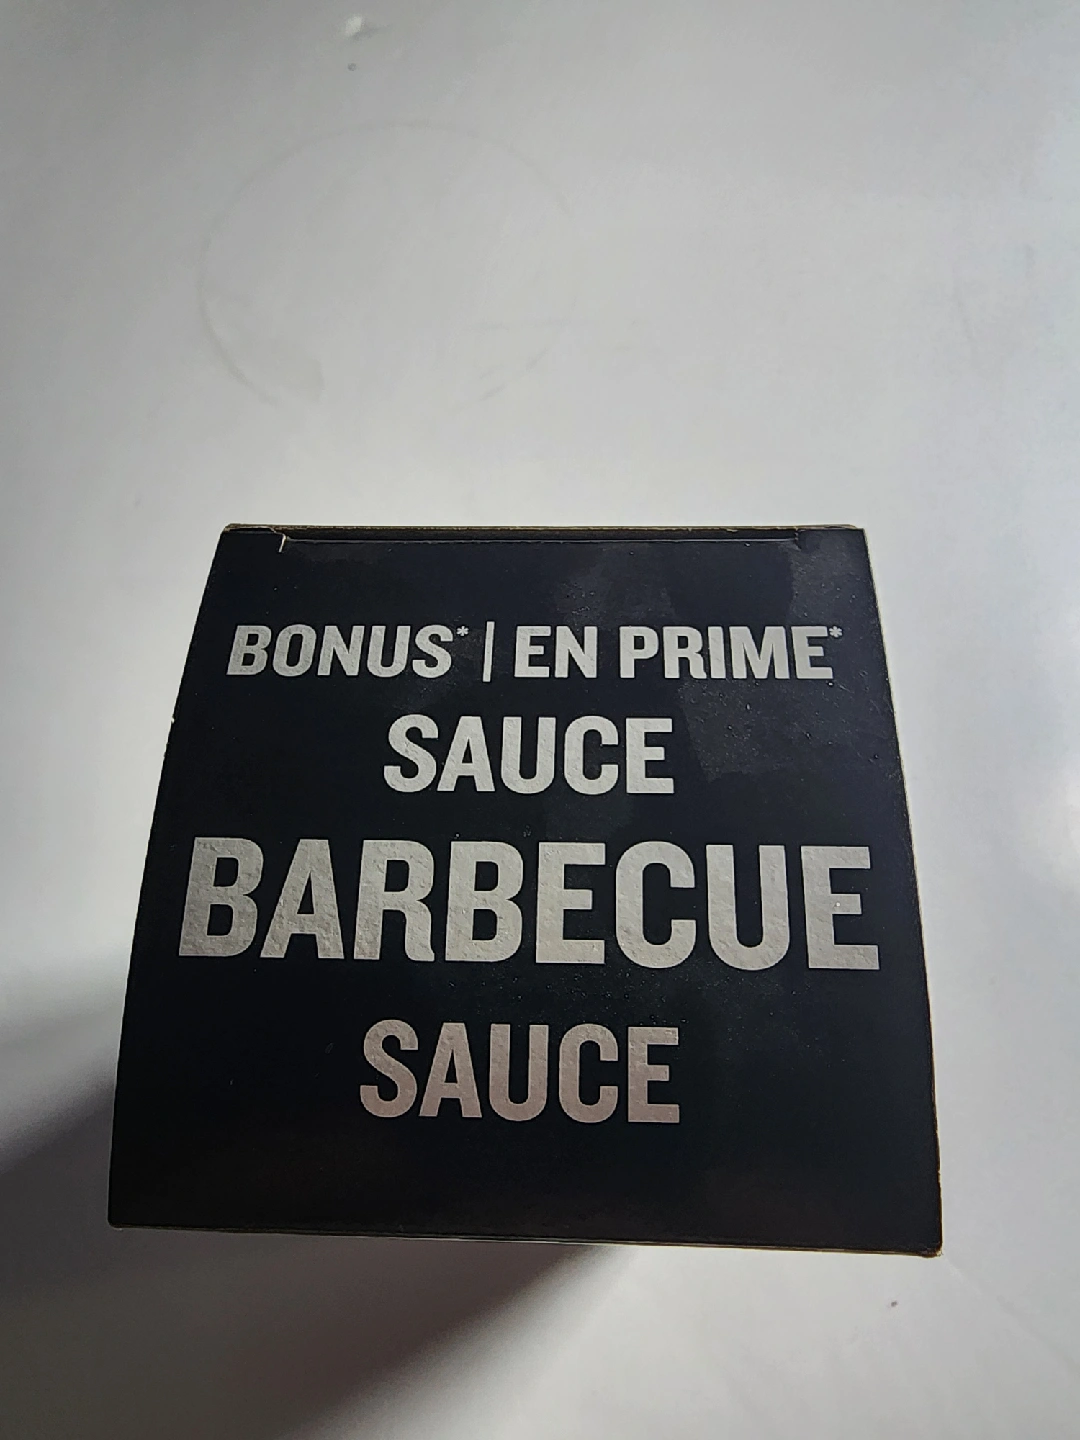 BONUS* | EN PRIME*
SAUCE
BARBECUE
SAUCE